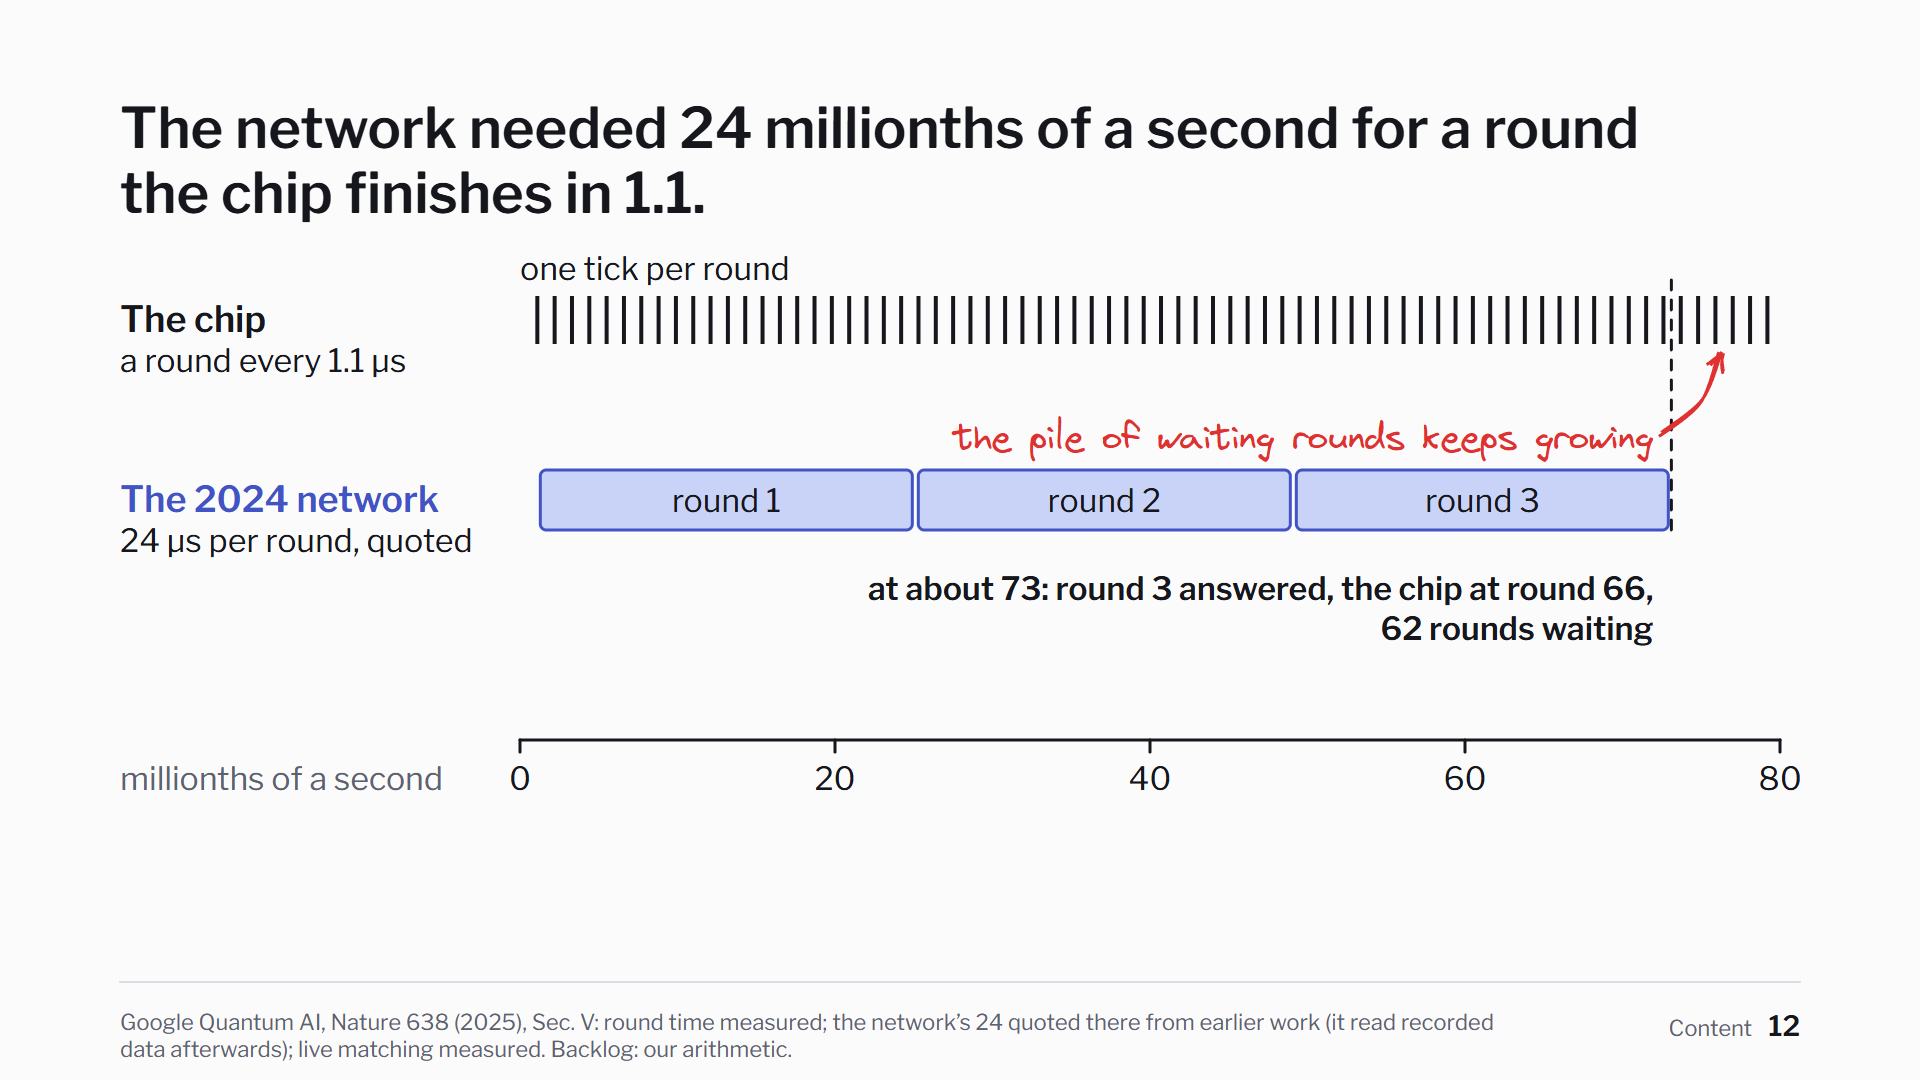 The network needed 24 millionths of a second for a round
the chip finishes in 1.1.
one tick per round
The chip
a round every 1.1 µs
the pile of waiting rounds keeps growing
The 2024 network
24 µs per round, quoted
round 1
round 2
round 3
at about 73: round 3 answered, the chip at round 66,
62 rounds waiting
millionths of a second
0
20
40
60
80
Google Quantum AI, Nature 638 (2025), Sec. V: round time measured; the network’s 24 quoted there from earlier work (it read recorded
data afterwards); live matching measured. Backlog: our arithmetic.
Content 12